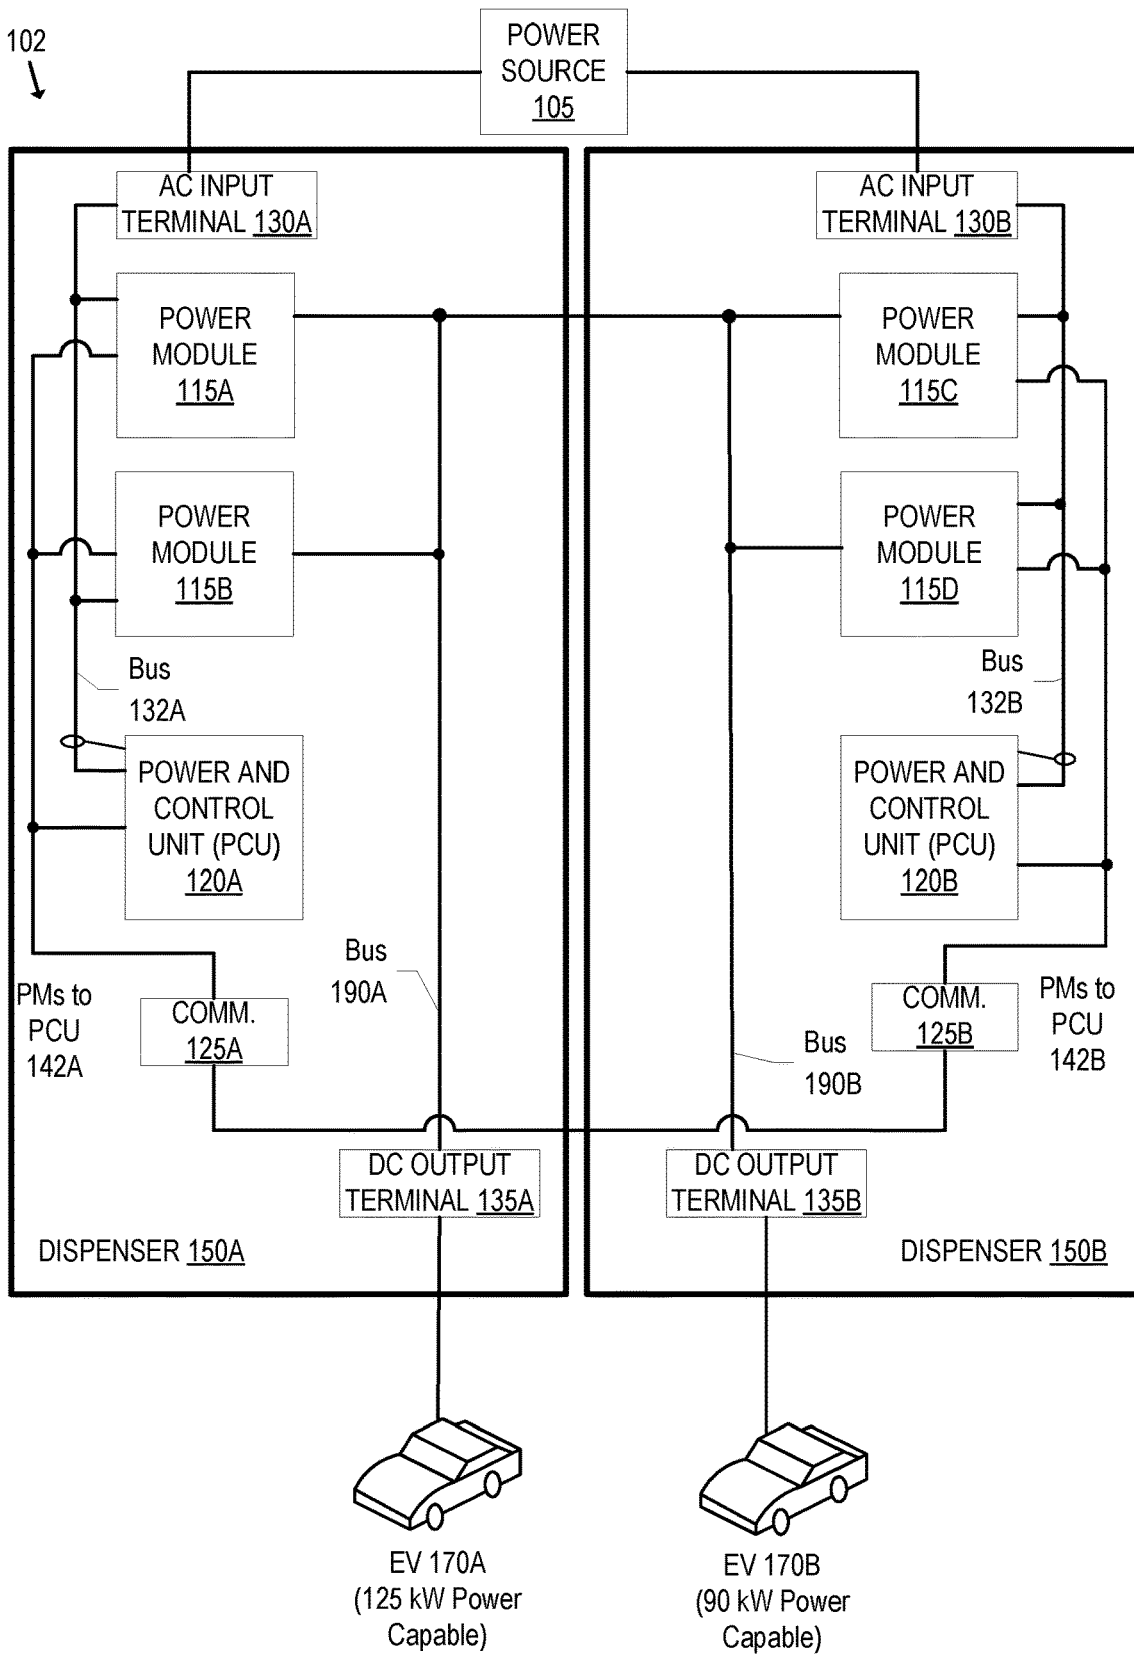 102
POWER
SOURCE
105
AC INPUT
TERMINAL 130A
AC INPUT
TERMINAL 130B
POWER
MODULE
115A
POWER
MODULE
115C
POWER
MODULE
115B
POWER
MODULE
115D
Bus
132A
Bus
132B
POWER AND
CONTROL
UNIT (PCU)
120A
POWER AND
CONTROL
UNIT (PCU)
120B
Bus
190A
PMs to
PCU
142A
COMM.
125A
COMM.
125B
PMs to
PCU
142B
Bus
190B
DC OUTPUT
TERMINAL 135A
DC OUTPUT
TERMINAL 135B
DISPENSER 150A
DISPENSER 150B
EV 170A
(125 kW Power
Capable)
EV 170B
(90 kW Power
Capable)